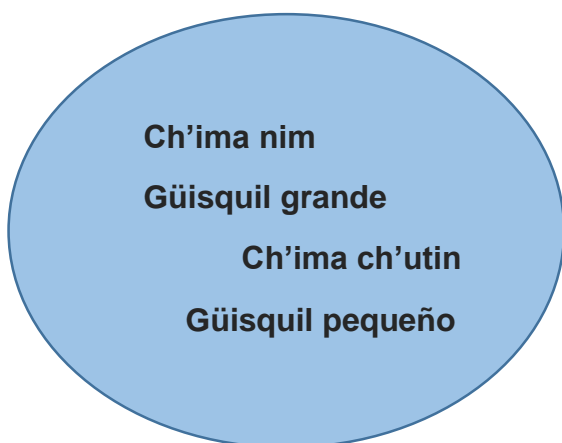 Ch’ima nim
Güisquil grande
Ch’ima ch’utin
Güisquil pequeño